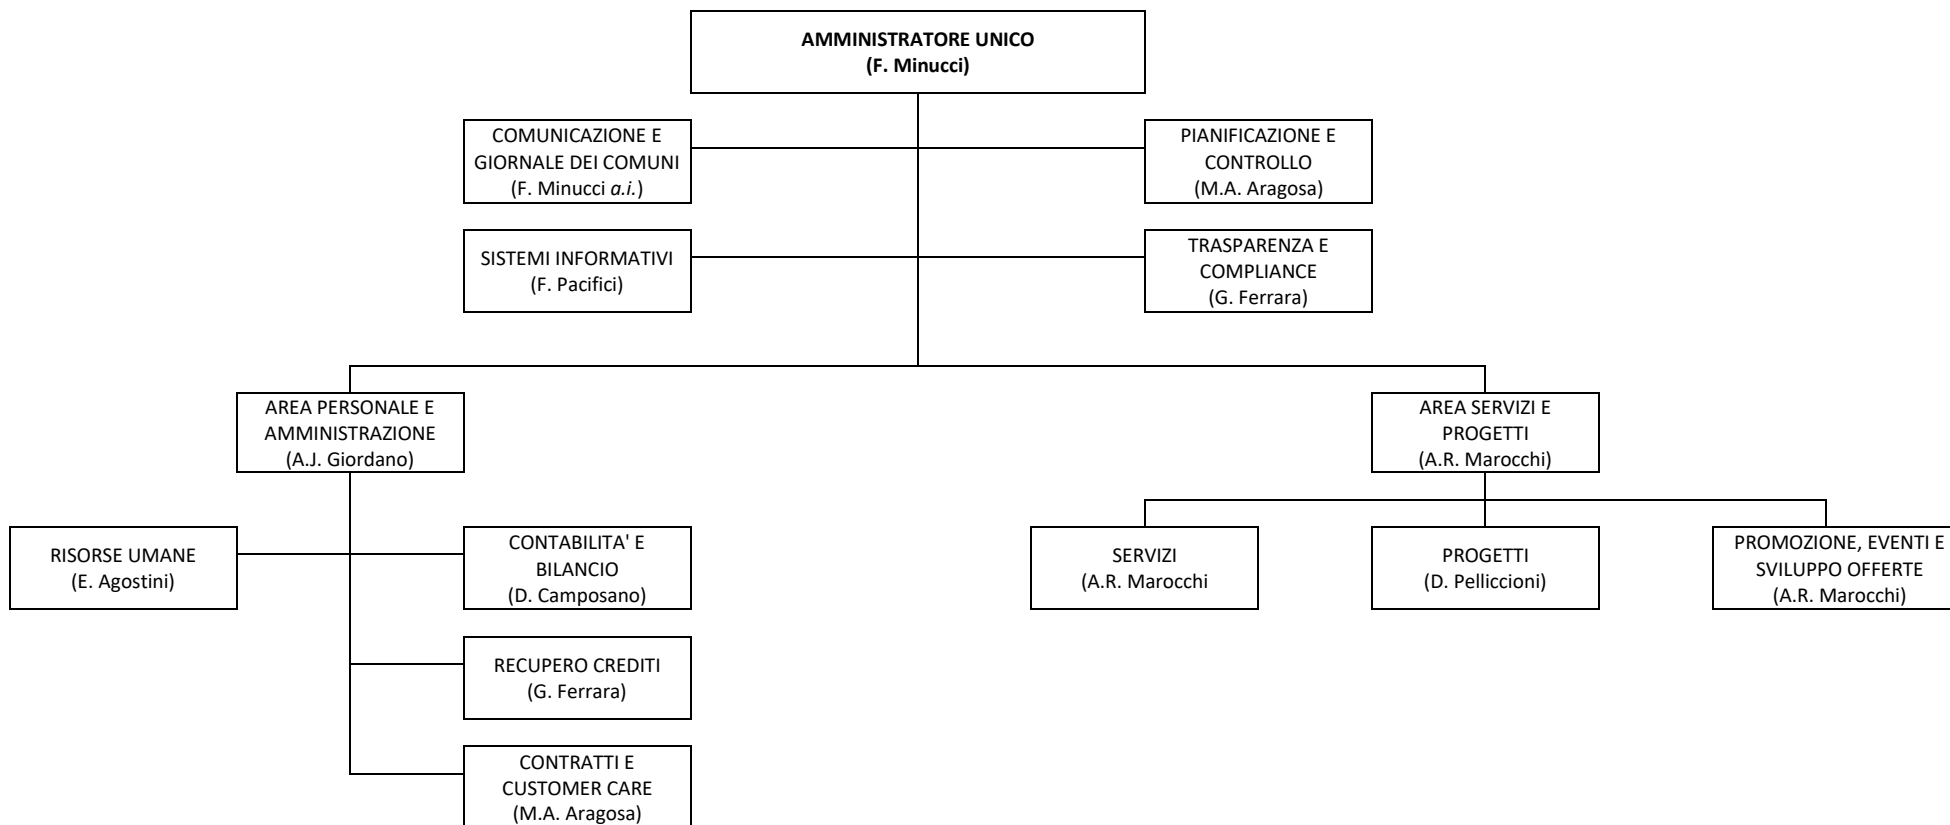 AMMINISTRATORE UNICO
(F. Minucci)
COMUNICAZIONE E
GIORNALE DEI COMUNI
(F. Minucci a.i.)
PIANIFICAZIONE E
CONTROLLO
(M.A. Aragosa)
SISTEMI INFORMATIVI
(F. Pacifici)
TRASPARENZA E
COMPLIANCE
(G. Ferrara)
AREA PERSONALE E
AMMINISTRAZIONE
(A.J. Giordano)
AREA SERVIZI E
PROGETTI
(A.R. Marocchi)
RISORSE UMANE
(E. Agostini)
CONTABILITA' E
BILANCIO
(D. Camposano)
SERVIZI
(A.R. Marocchi
PROGETTI
(D. Pelliccioni)
PROMOZIONE, EVENTI E
SVILUPPO OFFERTE
(A.R. Marocchi)
RECUPERO CREDITI
(G. Ferrara)
CONTRATTI E
CUSTOMER CARE
(M.A. Aragosa)